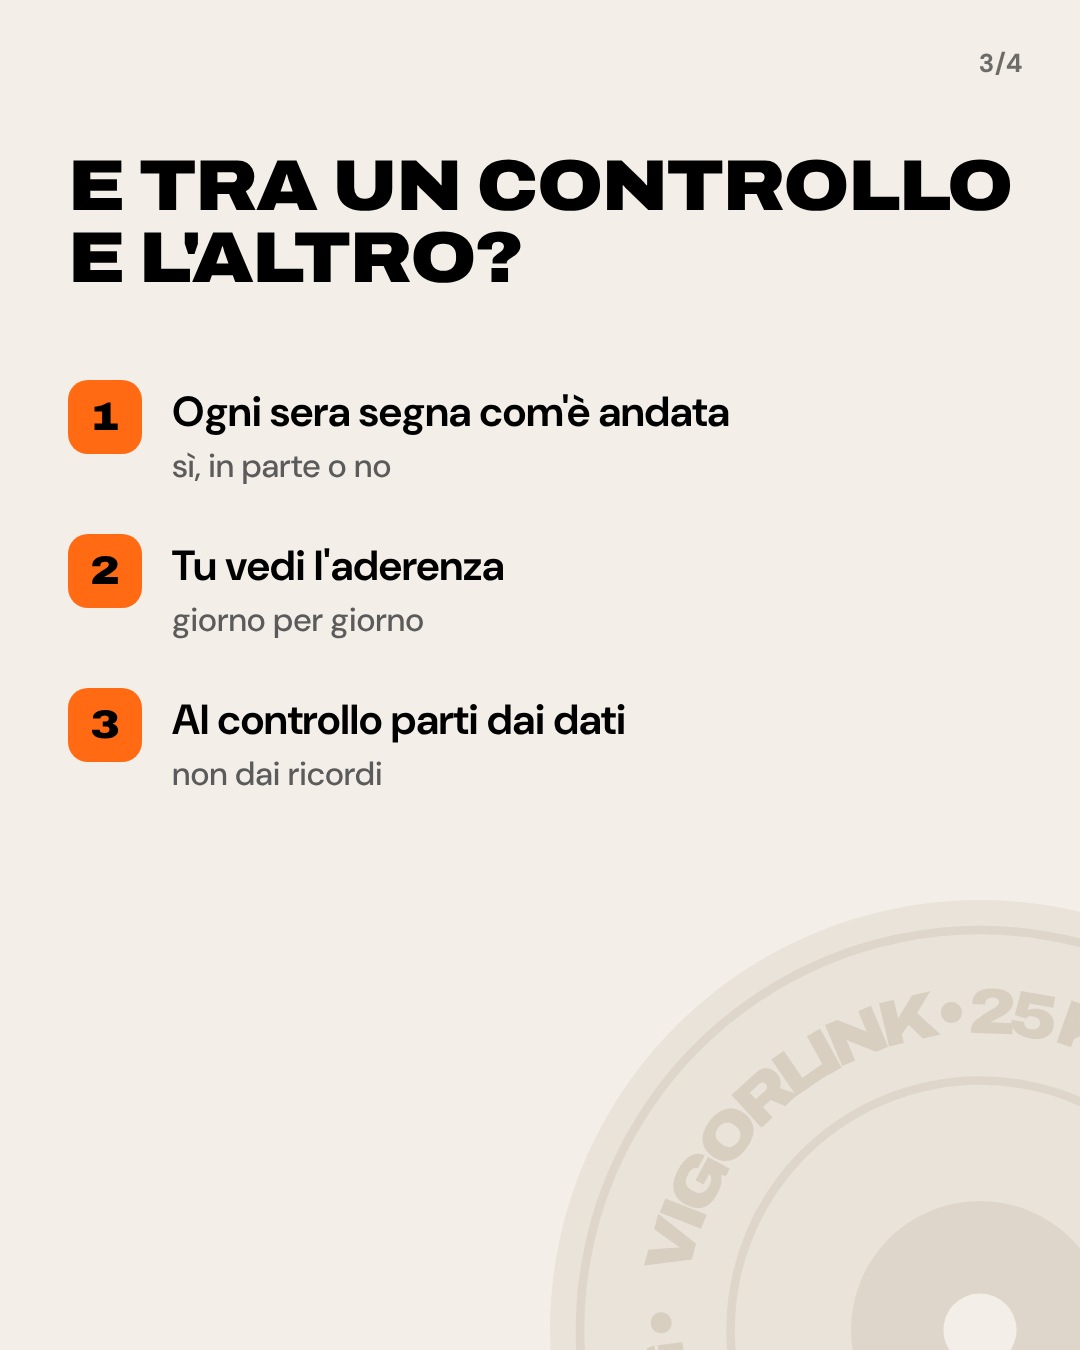 3/4
E TRA UN CONTROLLO
E L'ALTRO?
1
Ogni sera segna com'è andata
sì, in parte o no
2
Tu vedi l'aderenza
giorno per giorno
3
Al controllo parti dai dati
non dai ricordi
VIGORLINK • 25